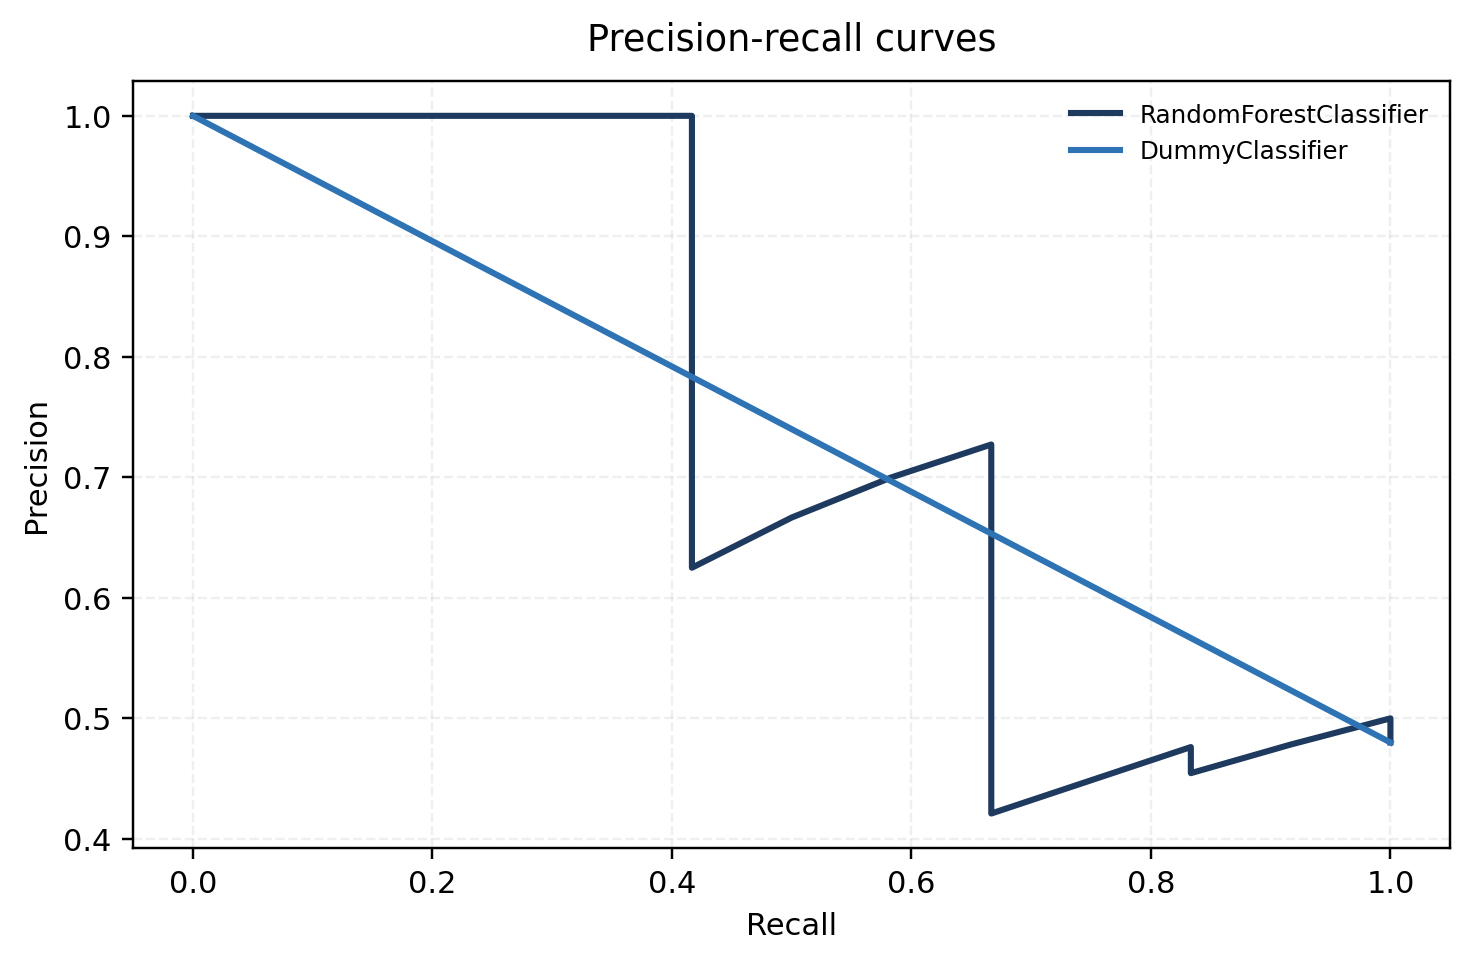 Precision-recall curves
RandomForestClassifier
DummyClassifier
Precision
1.0
0.9
0.8
0.7
0.6
0.5
0.4
0.0 0.2 0.4 0.6 0.8 1.0
Recall